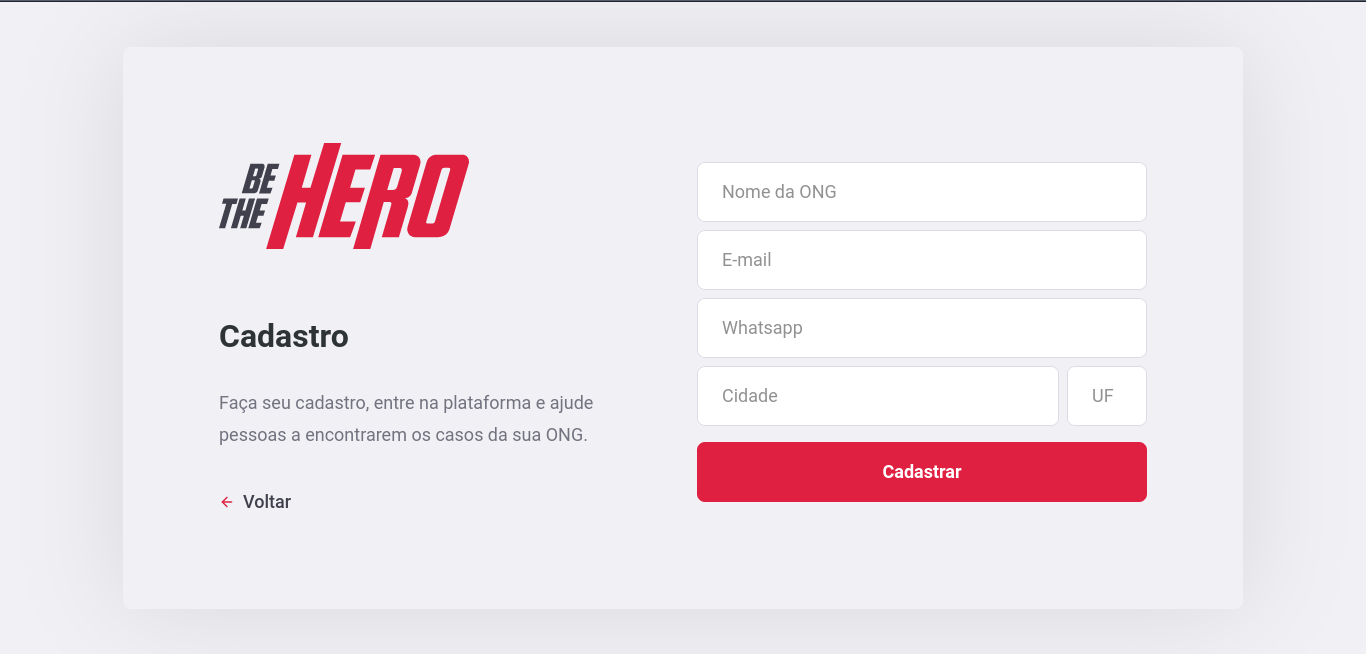 BE
THE HERO
Cadastro
Faça seu cadastro, entre na plataforma e ajude
pessoas a encontrarem os casos da sua ONG.
Voltar
Nome da ONG
E-mail
Whatsapp
Cidade UF
Cadastrar